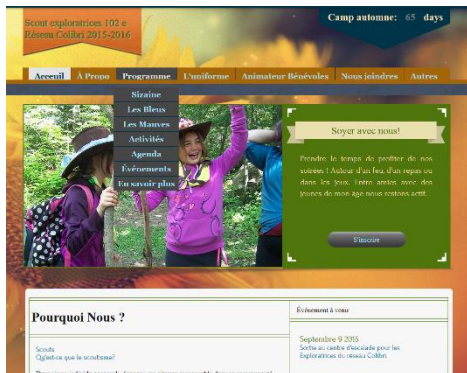 Scout exploratrices 102 e
Réseau Colibri 2015-2016
Camp automne: 65 days
Acceuil À Propo Programme L'uniforme Animateur Bénévoles Nous joindres Autres
Sizaine
Les Bleus
Les Mauves
Activités
Agenda
Événements
En savoir plus
Soyer avec nous!
Prendre le temps de profiter de nos
soirées ! Autour d'un feu, d'un repas ou
dans les jeux. Entre amies avec des
jeunes de mon âge nous restons actif.
S'inscrire
Pourquoi Nous ?
Scouts
Qu'est-ce que le scoutisme?
Événement à venir
Septembre 9 2015
Sortie au centre d'escalade pour les
Exploratrices du réseau Colibri.